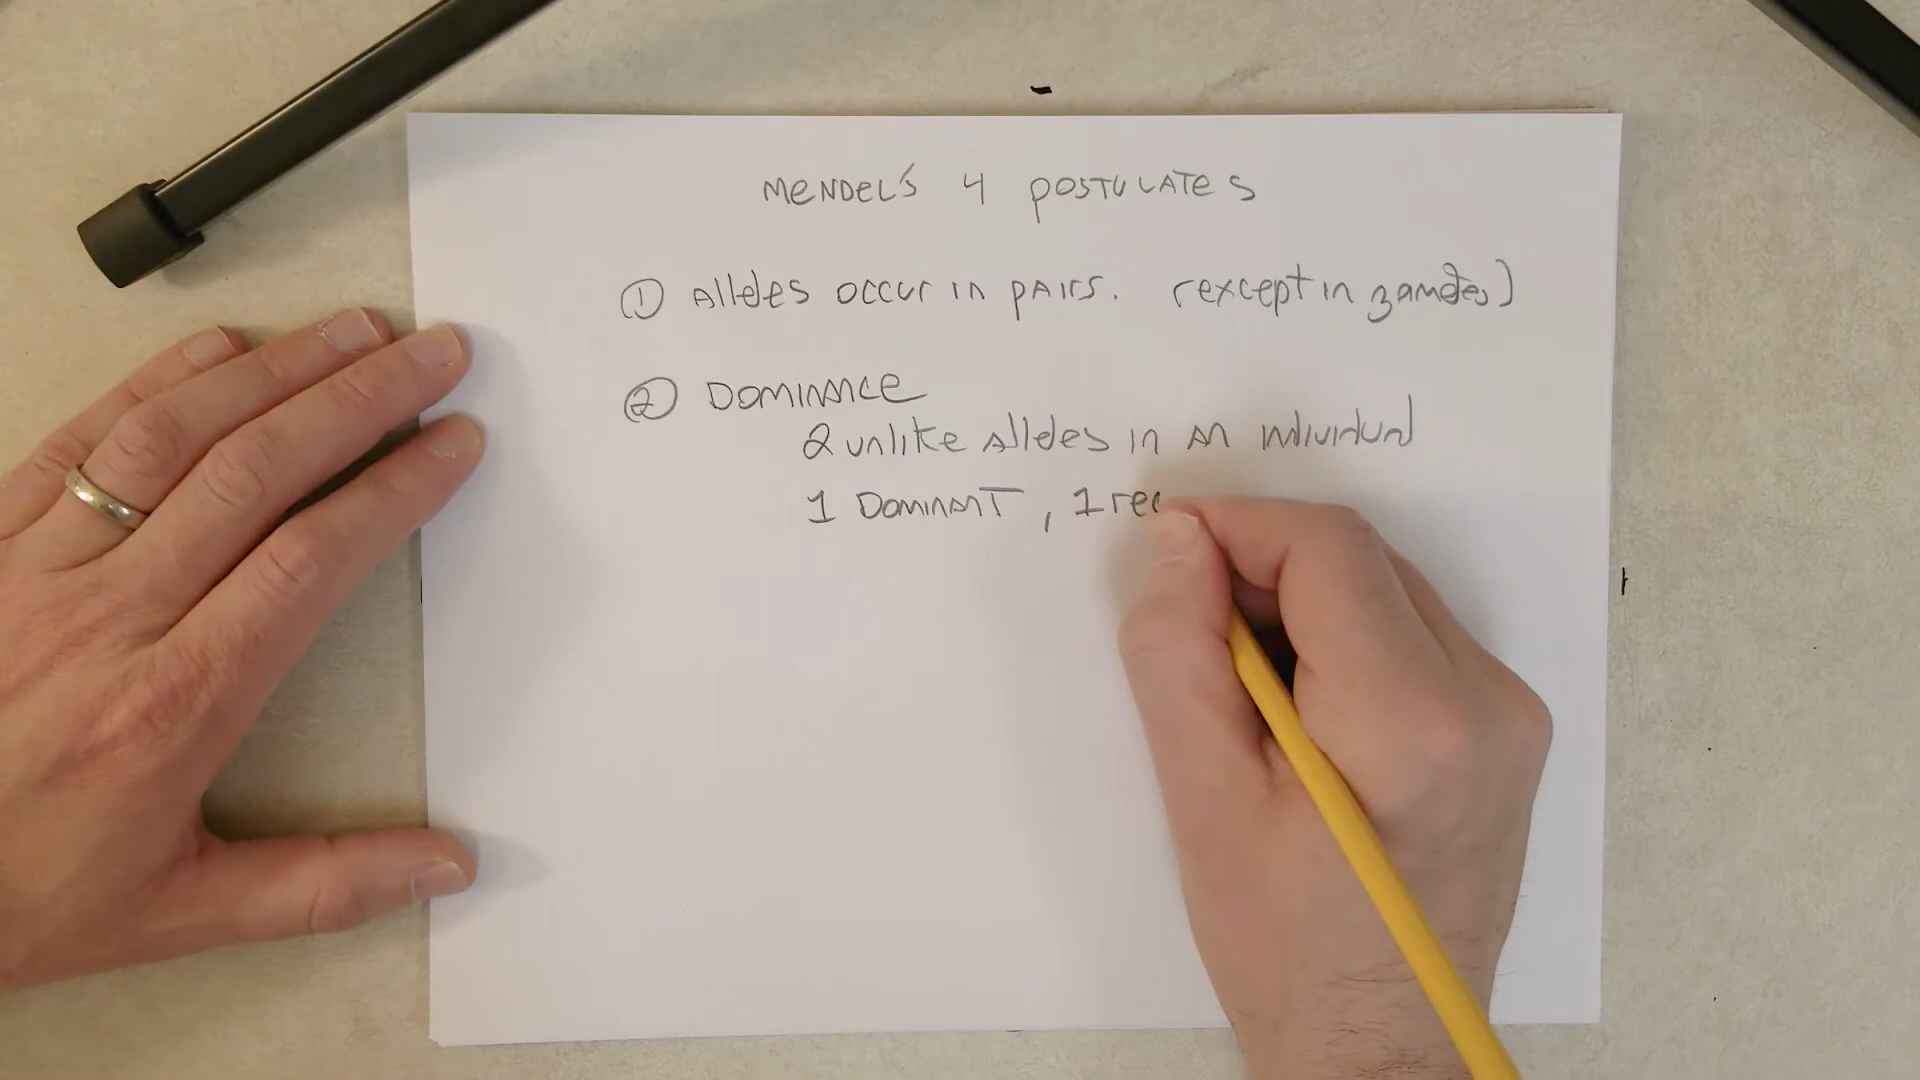 MENDEL'S 4 POSTULATES
① Alleles occur in pairs. (except in gametes)
② DOMINANCE
2 unlike alleles in an individual
1 DOMINANT, 1 rec